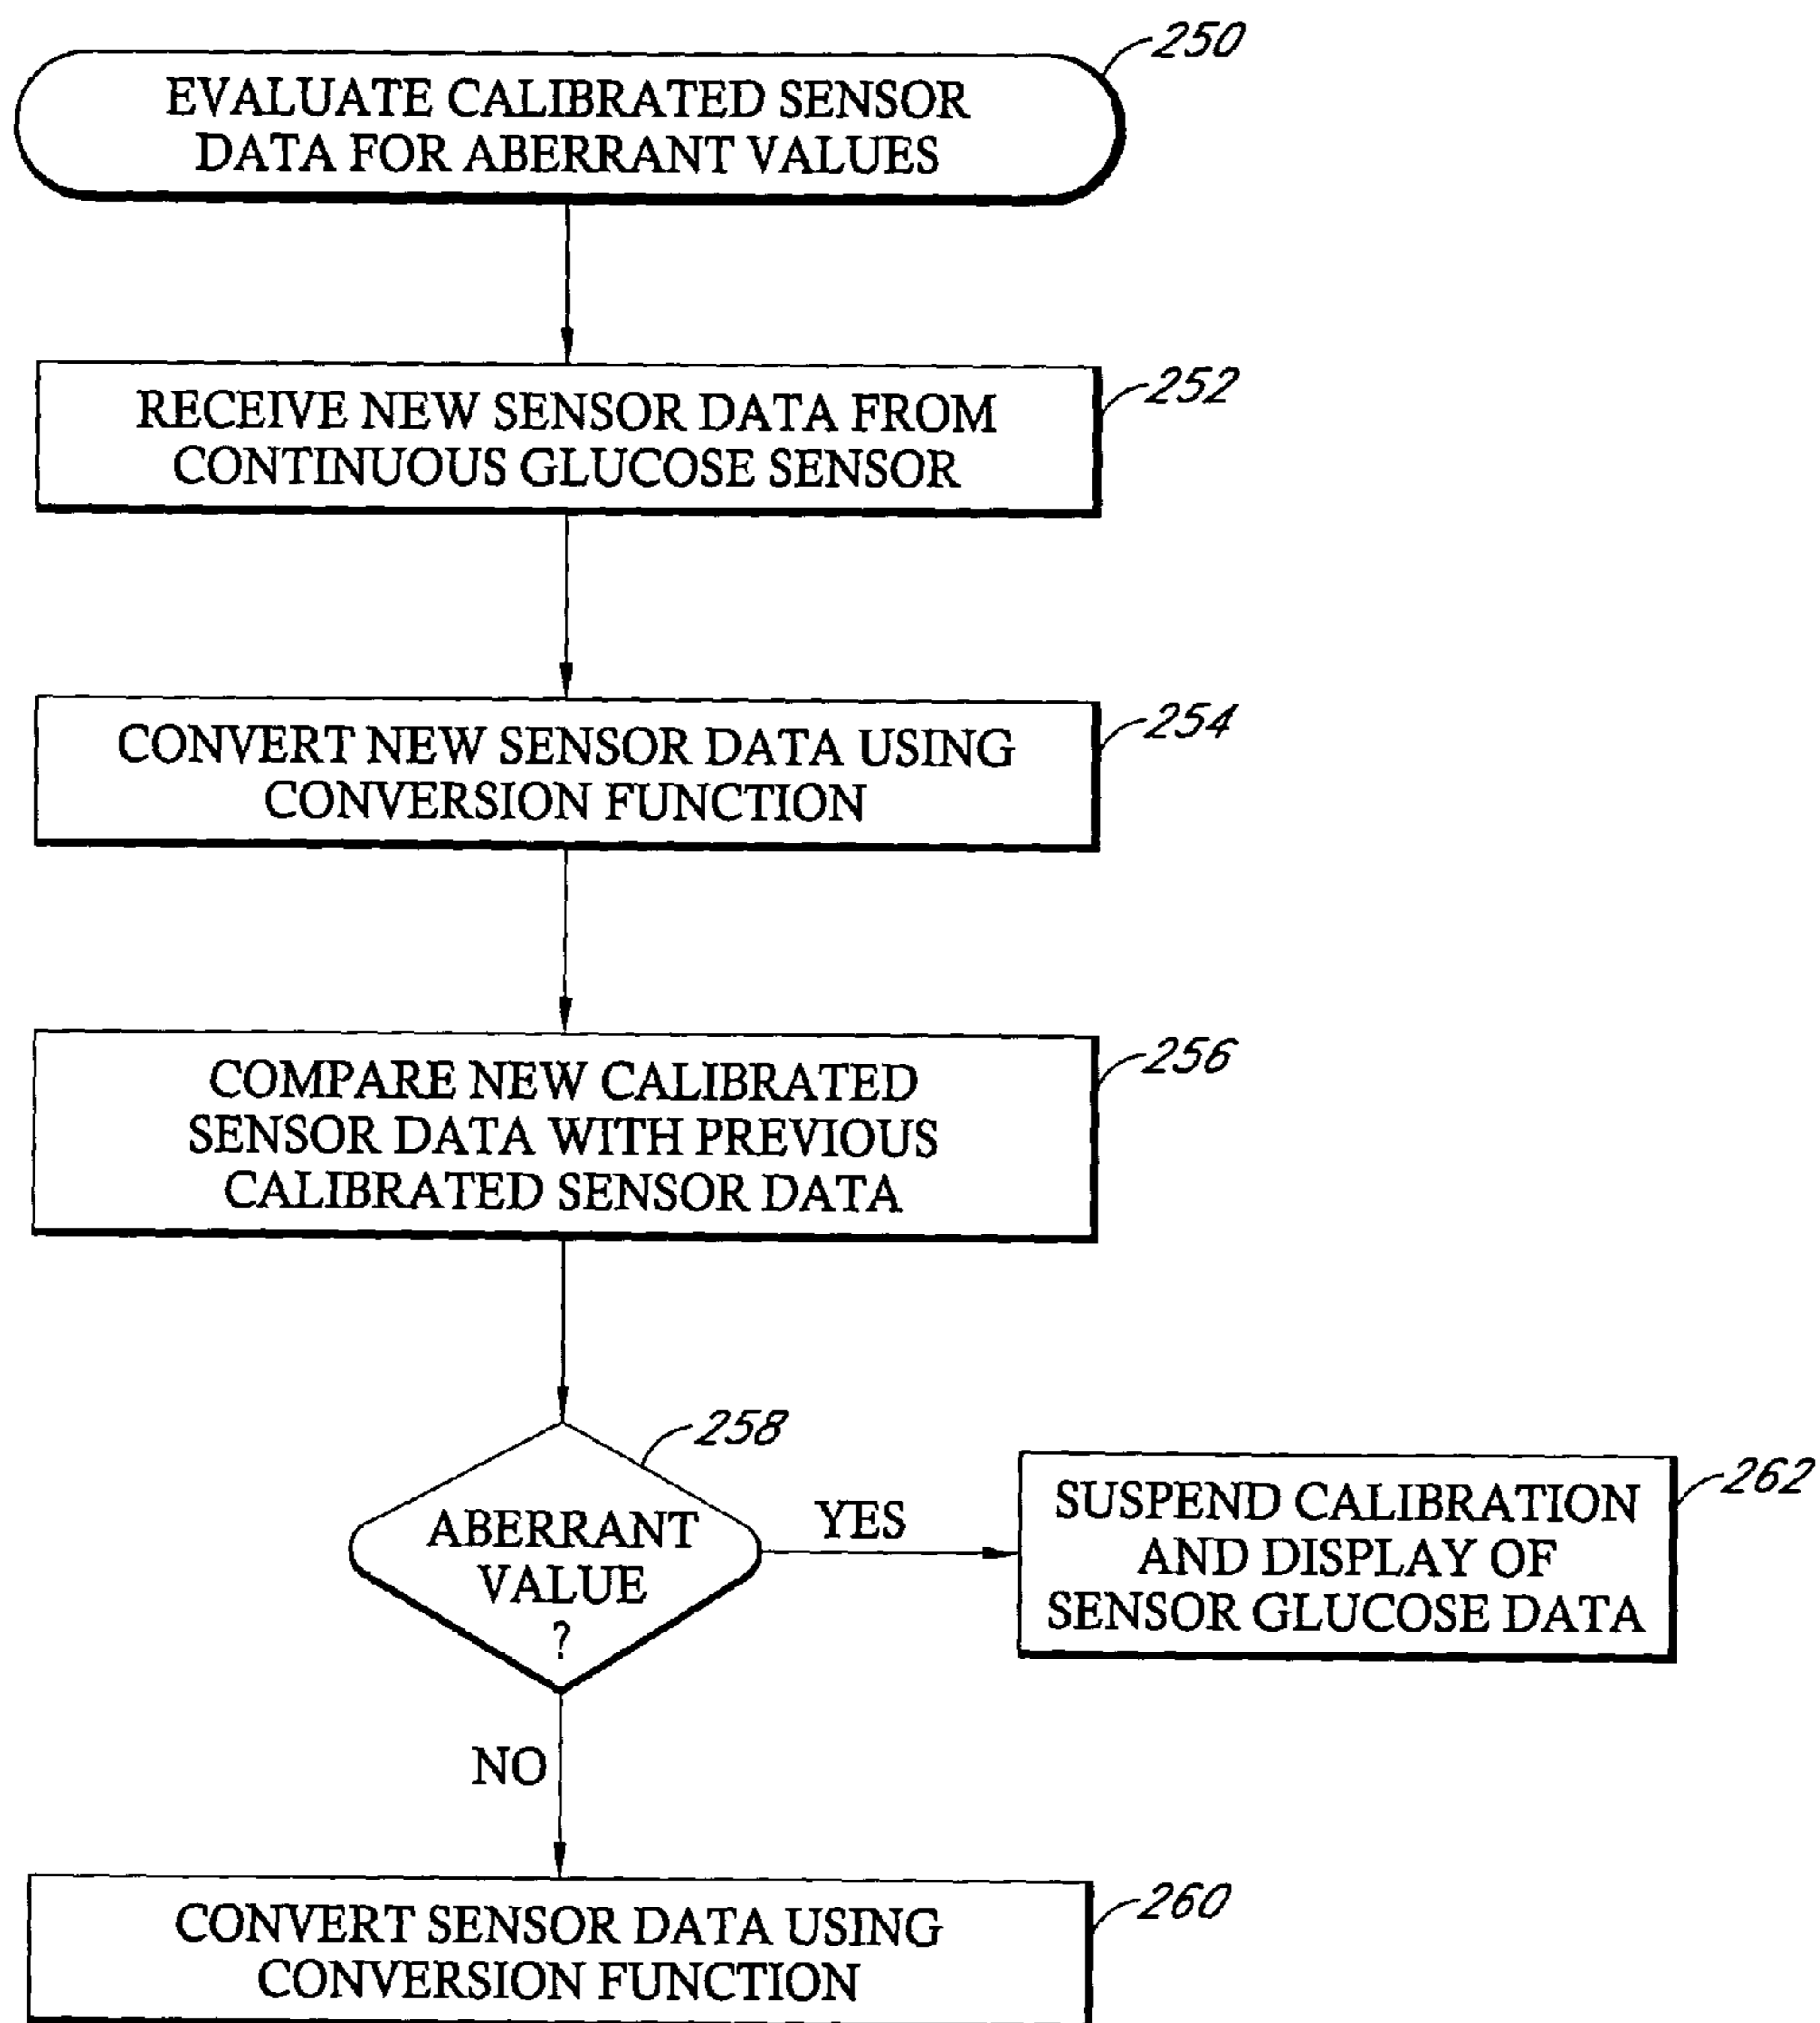 250
EVALUATE CALIBRATED SENSOR
DATA FOR ABERRANT VALUES
252
RECEIVE NEW SENSOR DATA FROM
CONTINUOUS GLUCOSE SENSOR
254
CONVERT NEW SENSOR DATA USING
CONVERSION FUNCTION
256
COMPARE NEW CALIBRATED
SENSOR DATA WITH PREVIOUS
CALIBRATED SENSOR DATA
258
ABERRANT
VALUE
?
YES
262
SUSPEND CALIBRATION
AND DISPLAY OF
SENSOR GLUCOSE DATA
NO
260
CONVERT SENSOR DATA USING
CONVERSION FUNCTION